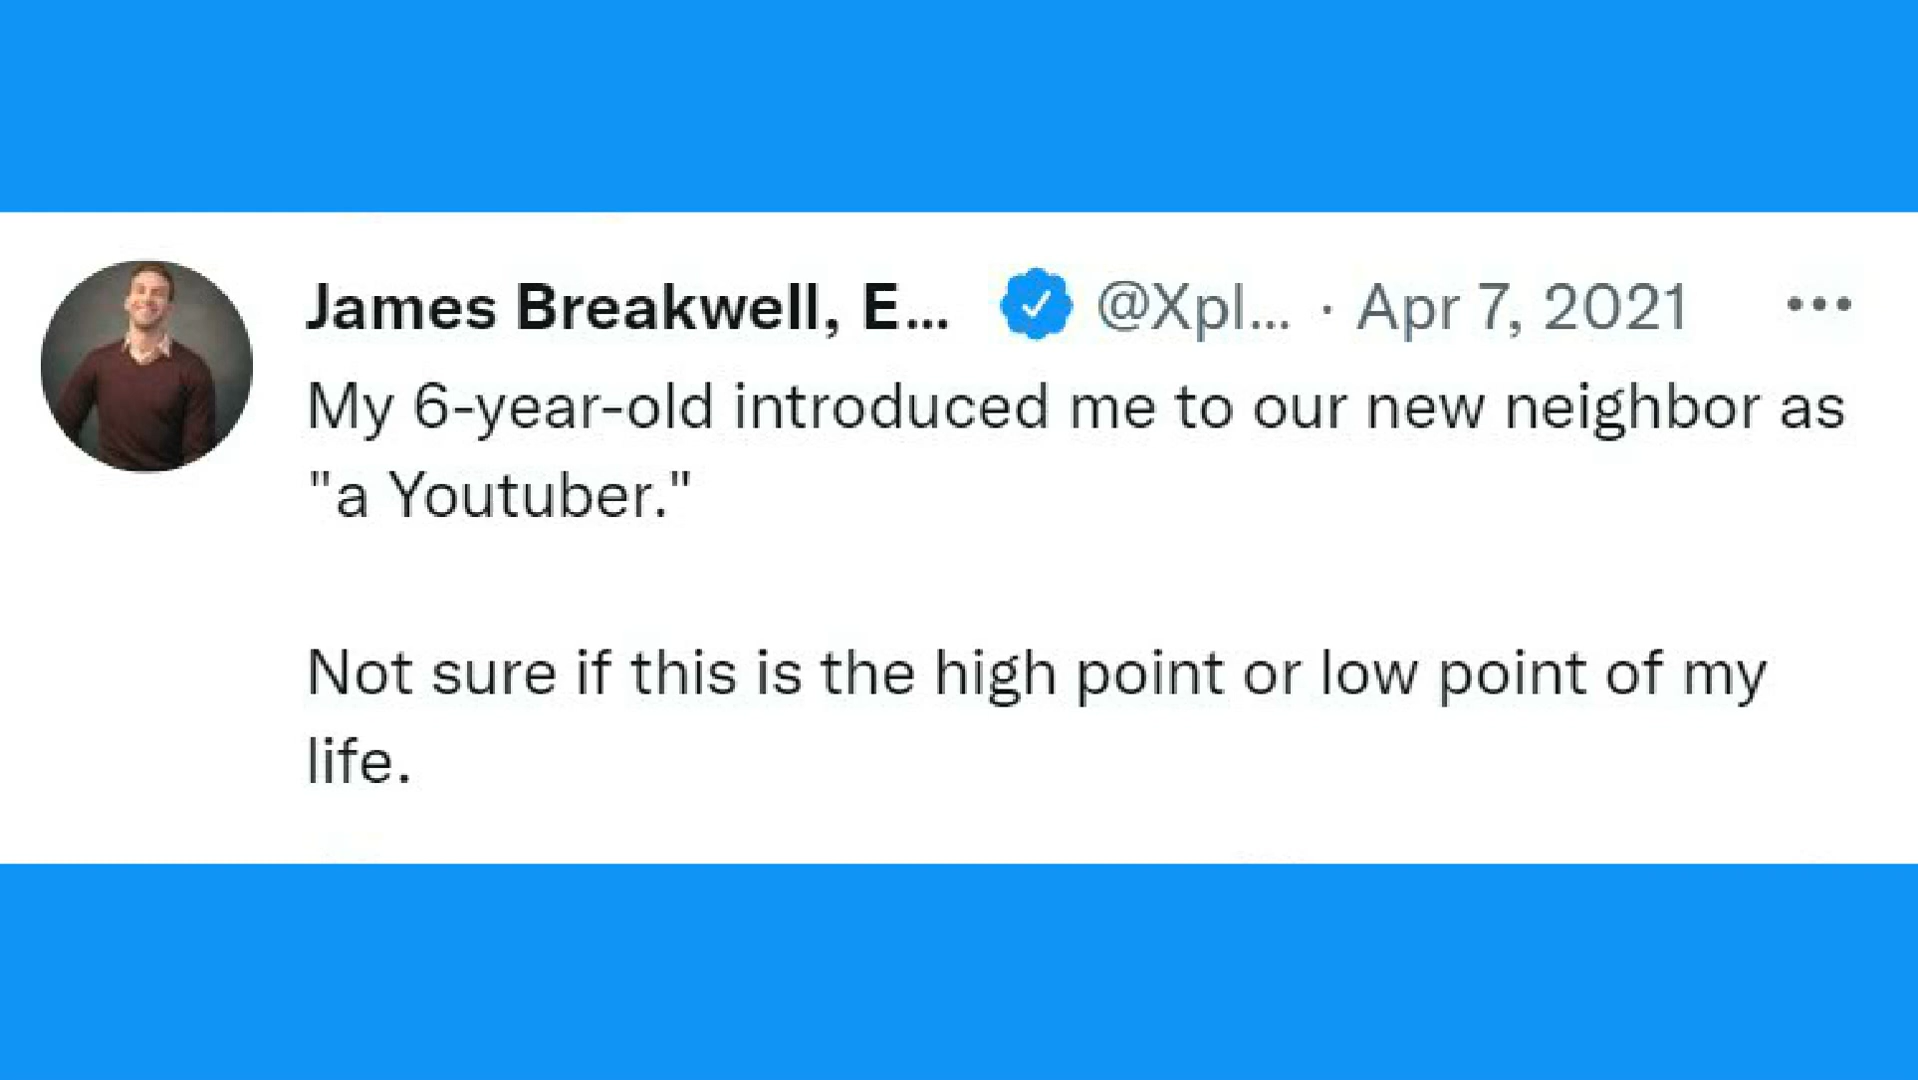 James Breakwell, E... @Xpl... · Apr 7, 2021
My 6-year-old introduced me to our new neighbor as
"a Youtuber."
Not sure if this is the high point or low point of my
life.